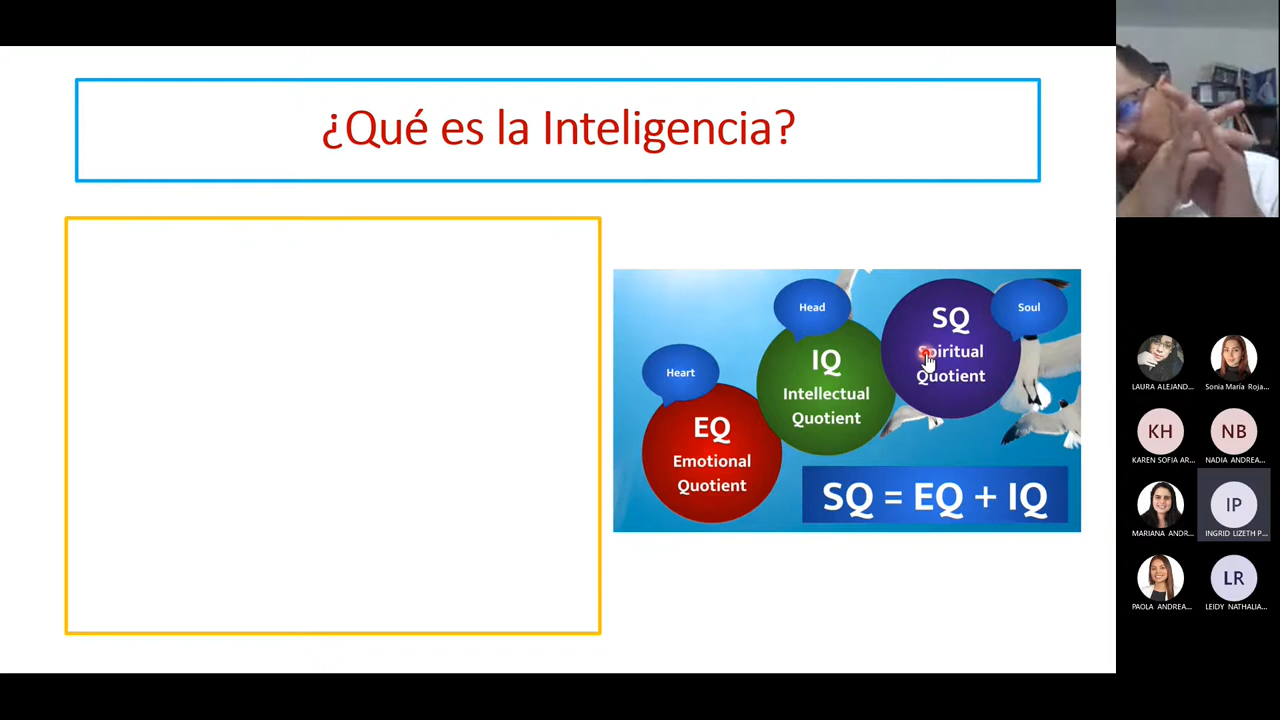 ¿Qué es la Inteligencia?
Heart
Head
Soul
EQ
Emotional
Quotient
IQ
Intellectual
Quotient
SQ
Spiritual
Quotient
SQ = EQ + IQ
LAURA ALEJAND...
Sonia María Roja...
KH
KAREN SOFIA AR...
NB
NADIA ANDREA...
MARIANA ANDR...
IP
INGRID LIZETH P...
PAOLA ANDREA...
LR
LEIDY NATHALIA...